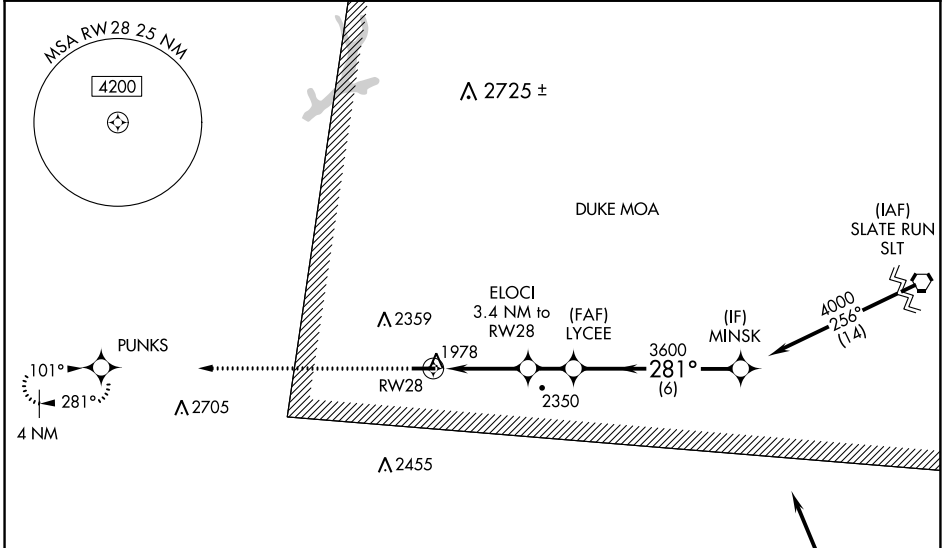 MSA RW 28 25 NM
4200
2725 ±
DUKE MOA
(IAF)
SLATE RUN
SLT
4000
256°
(14)
ELOCI
3.4 NM to
RW28
(FAF)
LYCEE
(IF)
MINSK
2359
1978
3600
281°
(6)
PUNKS
101°
281°
4 NM
RW28
2350
2705
2455